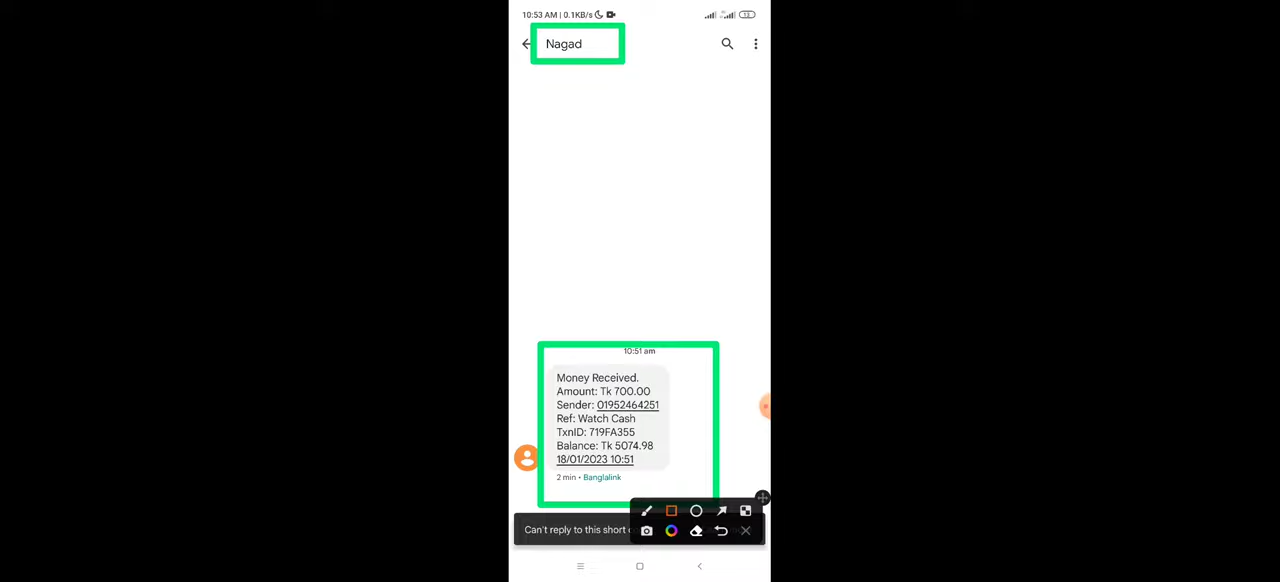 10:53 AM | 0.1KB/s
13
Nagad
10:51 am
Money Received.
Amount: Tk 700.00
Sender: 01952464251
Ref: Watch Cash
TxnID: 719FA355
Balance: Tk 5074.98
18/01/2023 10:51
2 min • Banglalink
Can't reply to this short